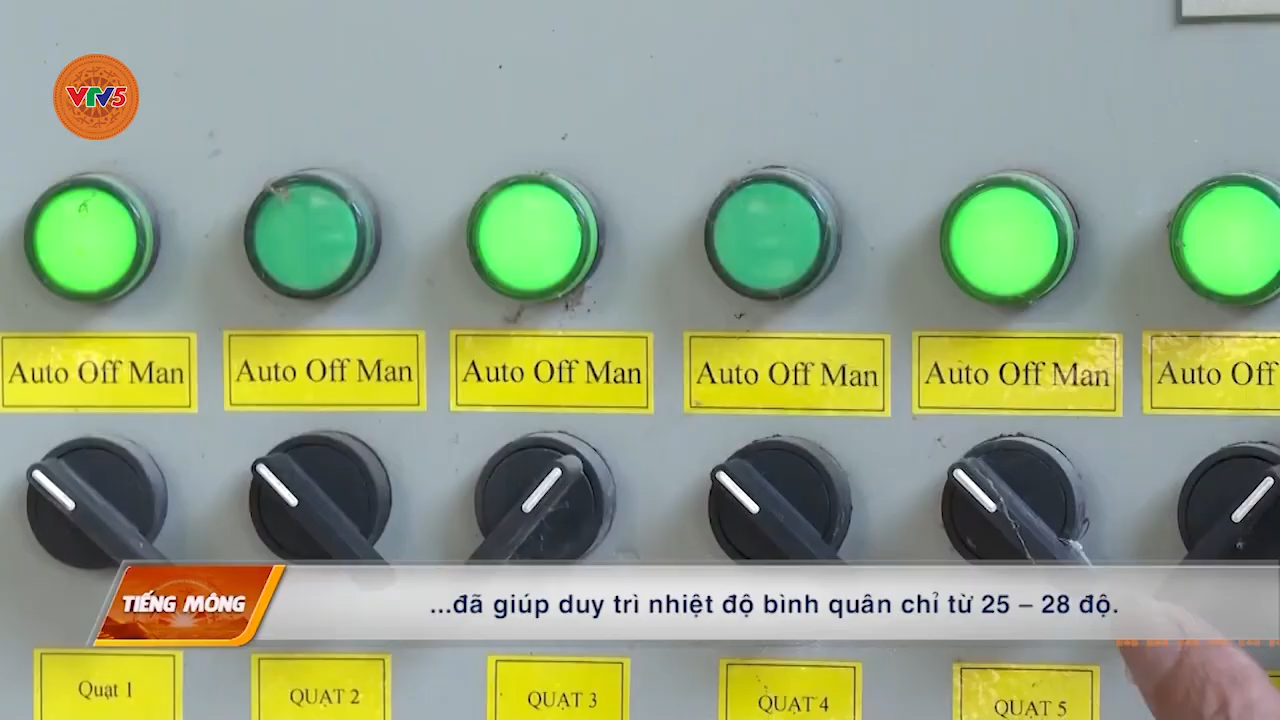 VTV5
Auto Off Man Auto Off Man Auto Off Man Auto Off Man Auto Off Man Auto Off
TIẾNG MÔNG
...đã giúp duy trì nhiệt độ bình quân chỉ từ 25 – 28 độ.
Quạt 1 QUẠT 2 QUẠT 3 QUẠT 4 QUẠT 5